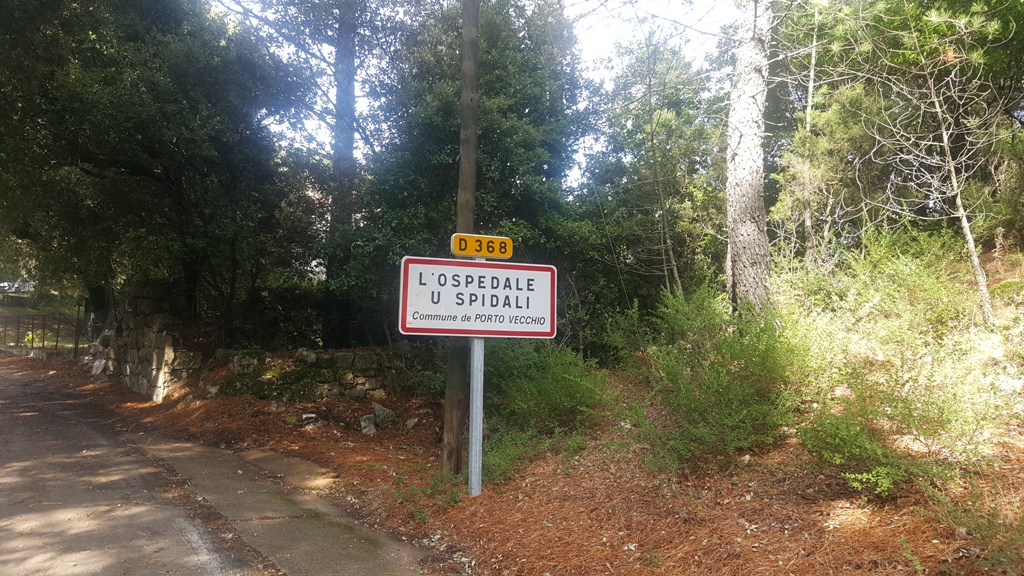 D 368
L'OSPEDALE
U SPIDALI
Commune de PORTO VECCHIO